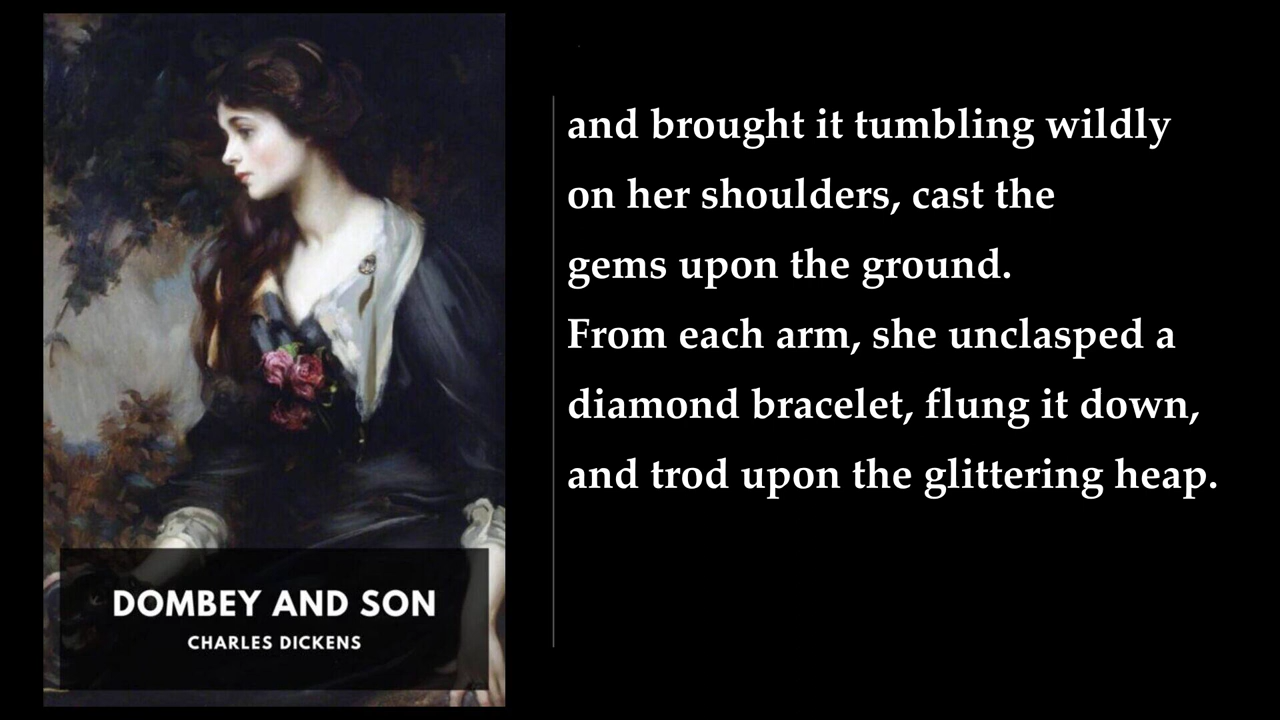 and brought it tumbling wildly
on her shoulders, cast the
gems upon the ground.
From each arm, she unclasped a
diamond bracelet, flung it down,
and trod upon the glittering heap.
DOMBEY AND SON
CHARLES DICKENS